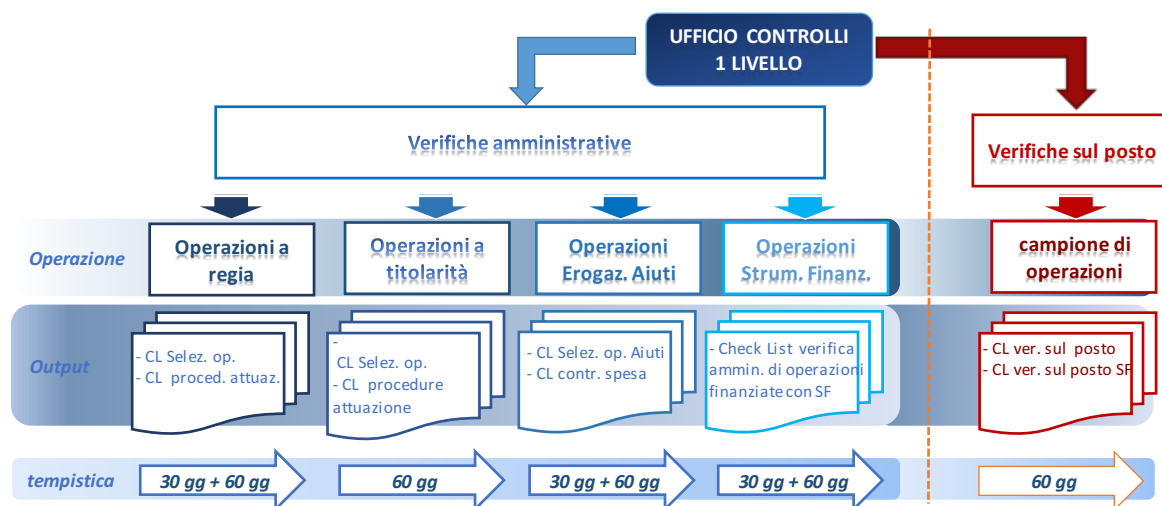 UFFICIO CONTROLLI
1 LIVELLO
Verifiche amministrative
Verifiche sul posto
Operazione
Operazioni a
regia
Operazioni a
titolarità
Operazioni
Erogaz. Aiuti
Operazioni
Strum. Finanz.
campione di
operazioni
Output
- CL Selez. op.
- CL proced. attuaz.
-
CL Selez. op.
- CL procedure
attuazione
- CL Selez. op. Aiuti
- CL contr. spesa
- Check List verifica
ammin. di operazioni
finanziate con SF
- CL ver. sul posto
- CL ver. sul posto SF
tempistica
30 gg + 60 gg
60 gg
30 gg + 60 gg
30 gg + 60 gg
60 gg